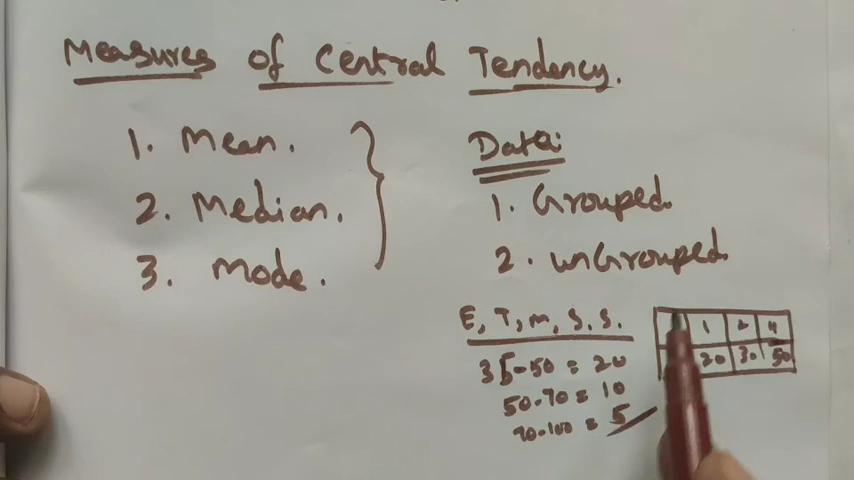 Measures of Central Tendency.
1. Mean.
2. Median.
3. Mode.
Data:
1. Grouped.
2. unGrouped.
E, T, M, S, S.
35-50 = 20
50-70 = 10
70-100 = 5
1 2 4
20 30 50